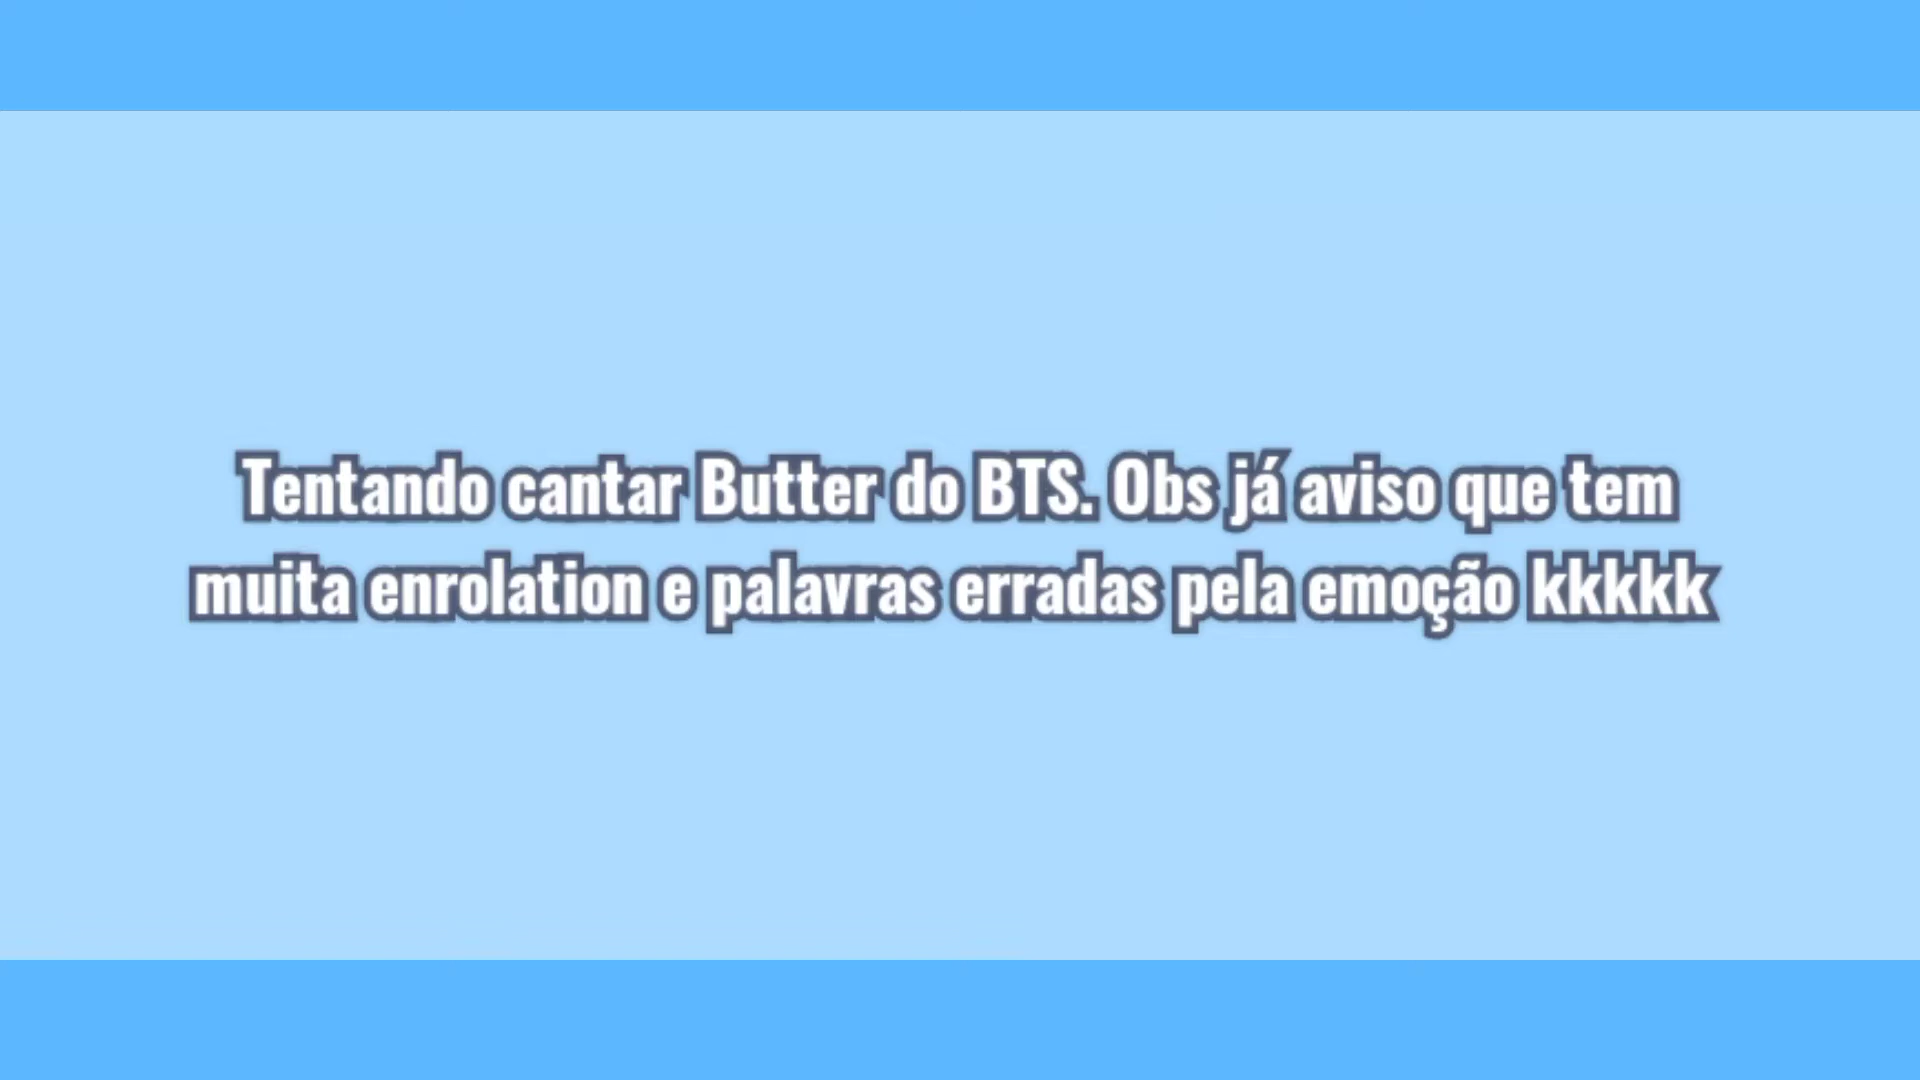 Tentando cantar Butter do BTS. Obs já aviso que tem
muita enrolation e palavras erradas pela emoção kkkkk